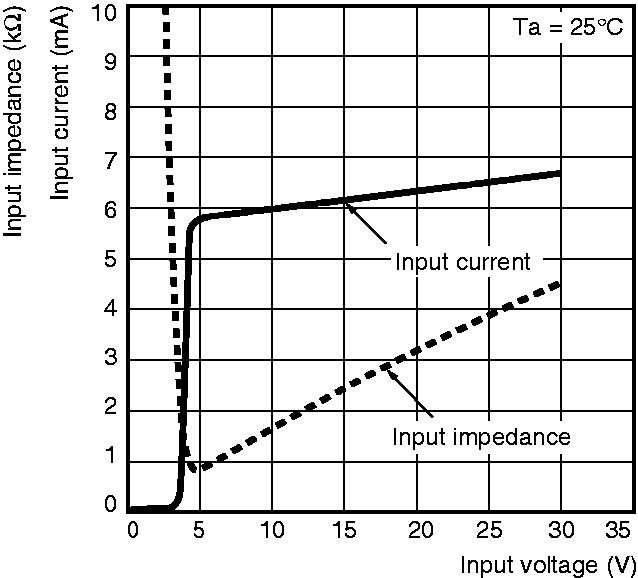 Input impedance (kΩ)
Input current (mA)
10
9
8
7
6
5
4
3
2
1
0
Ta = 25°C
Input current
Input impedance
0 5 10 15 20 25 30 35
Input voltage (V)